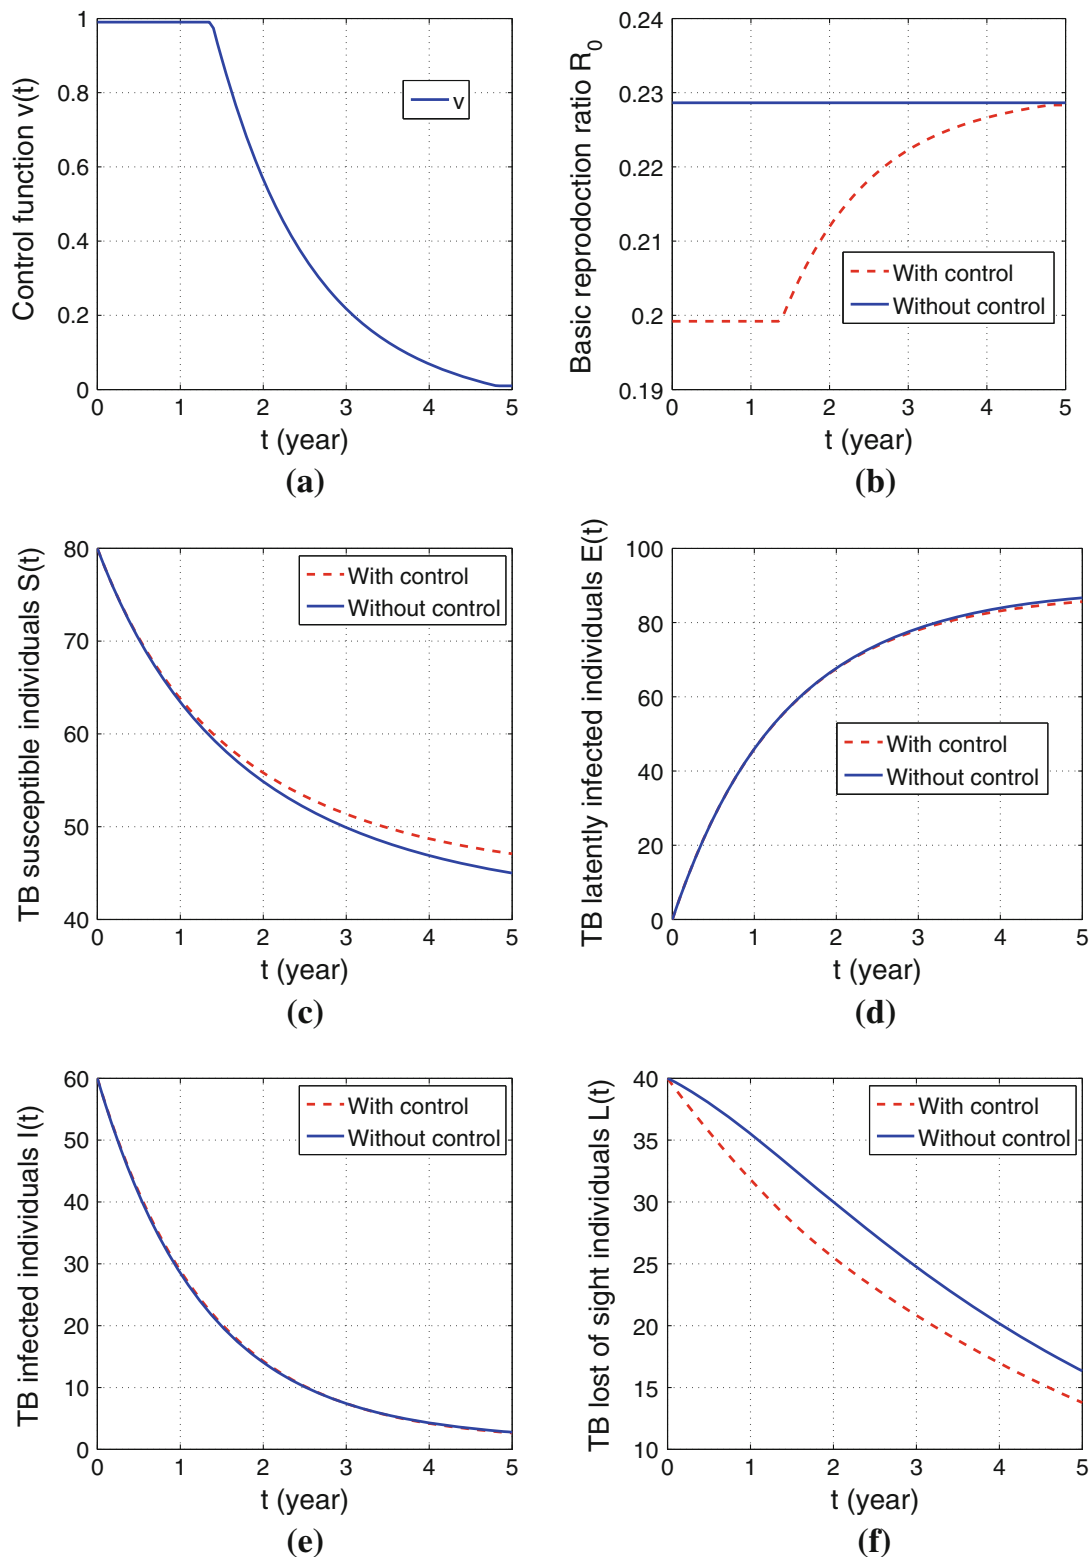 Control function v(t)
1
0.8
0.6
0.4
0.2
0
0 1 2 3 4 5
v
t (year)
(a)
Basic reprodoction ratio R_0
0.24
0.23
0.22
0.21
0.2
0.19
0 1 2 3 4 5
With control
Without control
t (year)
(b)
TB susceptible individuals S(t)
80
70
60
50
40
0 1 2 3 4 5
With control
Without control
t (year)
(c)
TB latently infected individuals E(t)
100
80
60
40
20
0
0 1 2 3 4 5
With control
Without control
t (year)
(d)
TB infected individuals I(t)
60
50
40
30
20
10
0
0 1 2 3 4 5
With control
Without control
t (year)
(e)
TB lost of sight individuals L(t)
40
35
30
25
20
15
10
0 1 2 3 4 5
With control
Without control
t (year)
(f)